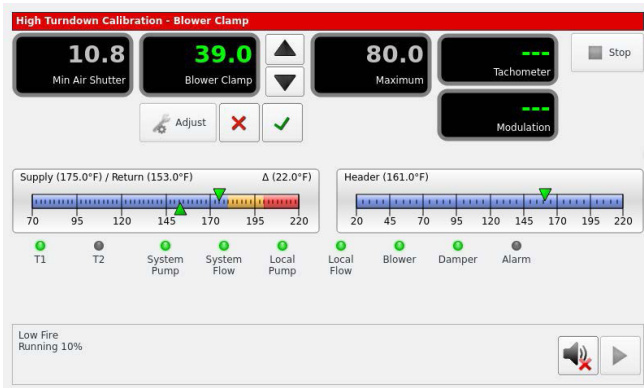 High Turndown Calibration - Blower Clamp
10.8
Min Air Shutter
39.0
Blower Clamp
80.0
Maximum
---
Tachometer
Stop
---
Modulation
Adjust
Supply (175.0°F) / Return (153.0°F) Δ (22.0°F)
70 95 120 145 170 195 220
Header (161.0°F)
20 45 70 95 120 145 170 195 220
T1
T2
System
Pump
System
Flow
Local
Pump
Local
Flow
Blower
Damper
Alarm
Low Fire
Running 10%